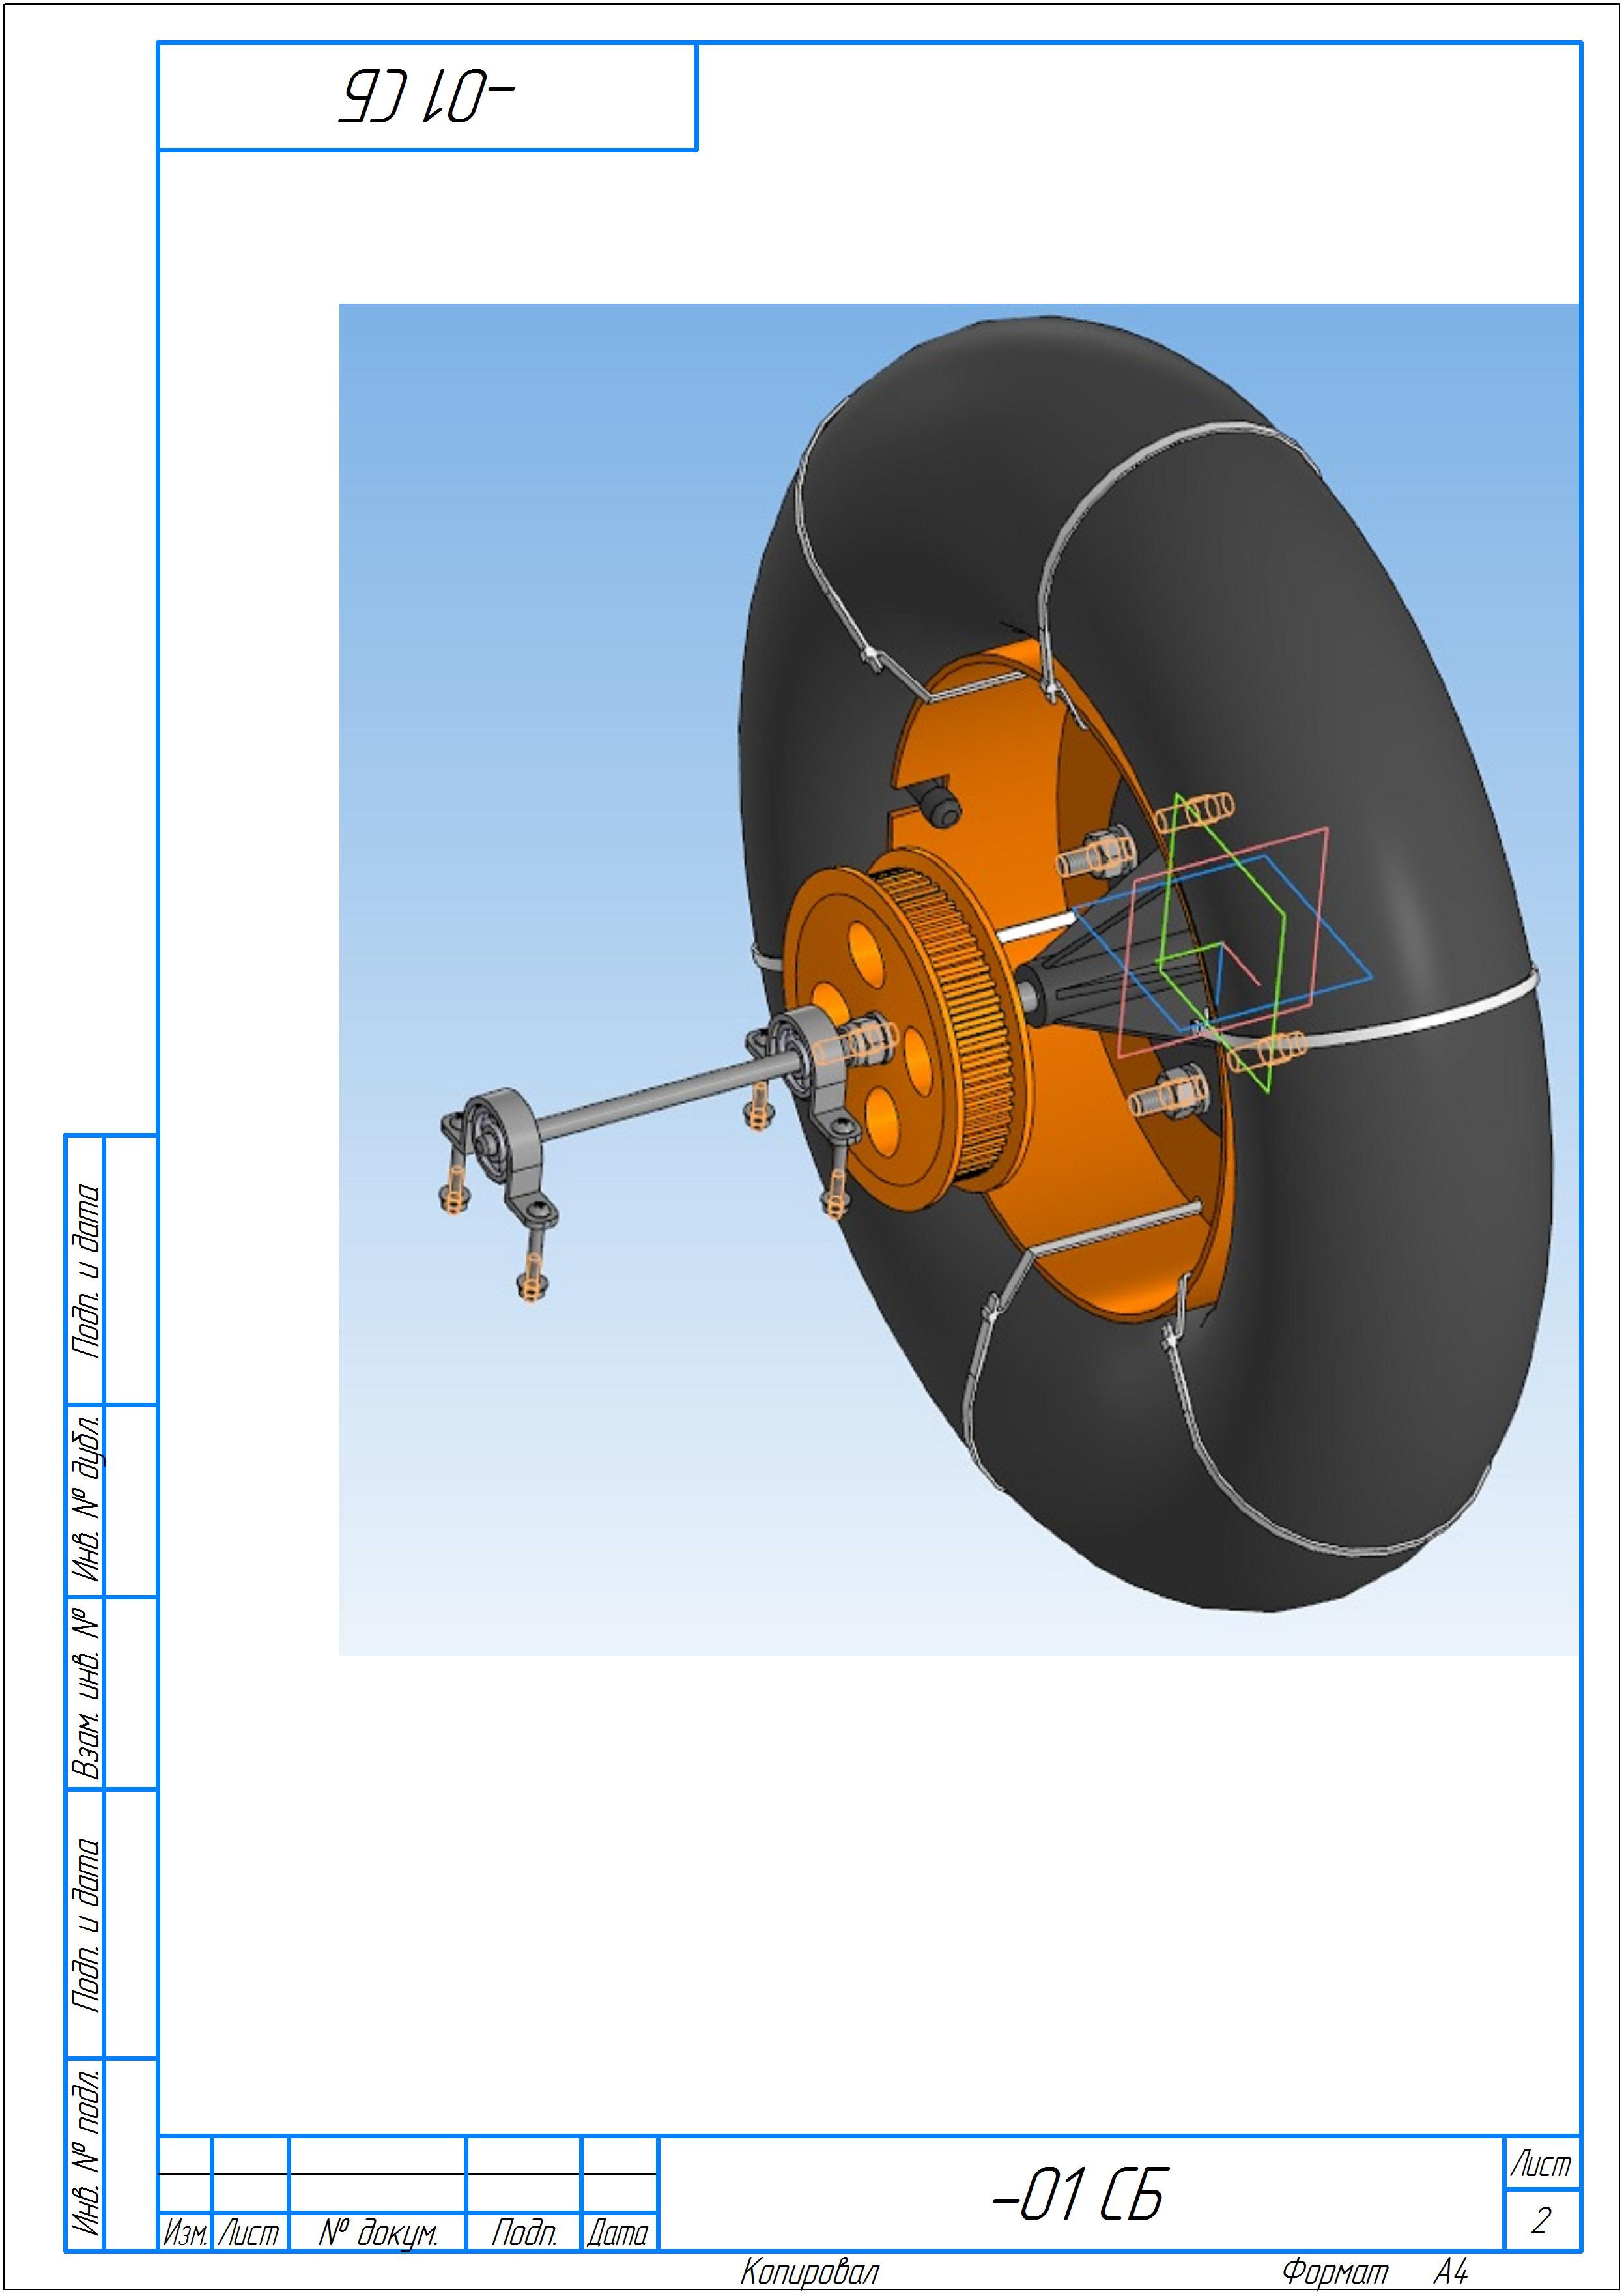 -01 СБ
Подп. и дата
Инв. № дубл.
Взам. инв. №
Подп. и дата
Инв. № подл.
Изм. Лист № докум. Подп. Дата
-01 СБ
Лист
2
Копировал Формат А4